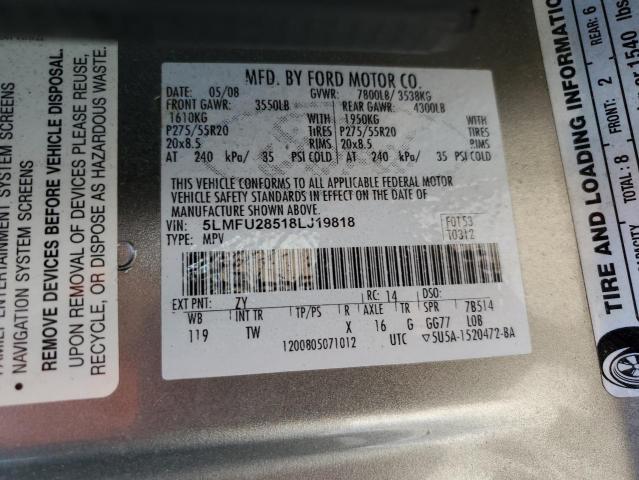 FAMILY ENTERTAINMENT SYSTEM SCREENS
• NAVIGATION SYSTEM SCREENS
REMOVE DEVICES BEFORE VEHICLE DISPOSAL.
UPON REMOVAL OF DEVICES PLEASE REUSE,
RECYCLE, OR DISPOSE AS HAZARDOUS WASTE.
MFD. BY FORD MOTOR CO.
DATE: 05/08 GVWR: 7800LB/ 3538KG
FRONT GAWR: 3550LB REAR GAWR: 4300LB
1610KG WITH 1950KG WITH
P275/55R20 TIRES P275/55R20 TIRES
20x8.5 RIMS 20x8.5 RIMS
AT 240 kPa/ 35 PSI COLD AT 240 kPa/ 35 PSI COLD
THIS VEHICLE CONFORMS TO ALL APPLICABLE FEDERAL MOTOR
VEHICLE SAFETY STANDARDS IN EFFECT ON THE DATE OF
MANUFACTURE SHOWN ABOVE.
VIN: 5LMFU28518LJ19818 F0T53
TYPE: MPV T0312
EXT PNT: ZY RC: 14 DSO:
WB INT TR TP/PS R AXLE TR SPR 7B514
119 TW X 16 G GG77 LOB
1200805071012 UTC ▽5U5A-1520472-BA
TIRE AND LOADING INFORMATION
TOTAL: 8 FRONT: 2 REAR: 6
1540 lbs